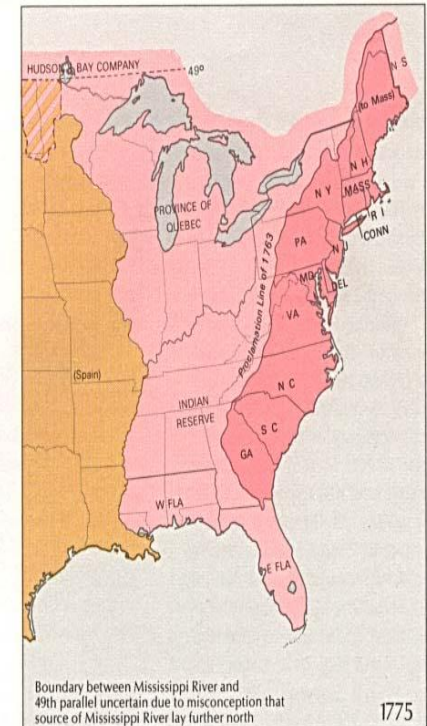 HUDSON BAY COMPANY
49°
N S
(to Mass)
N H
N Y
MASS
R I
CONN
PROVINCE OF
QUEBEC
PA
N J
MD
DEL
Proclamation Line of 1763
VA
(Spain)
N C
INDIAN
RESERVE
S C
GA
W FLA
E FLA
Boundary between Mississippi River and
49th parallel uncertain due to misconception that
source of Mississippi River lay further north
1775